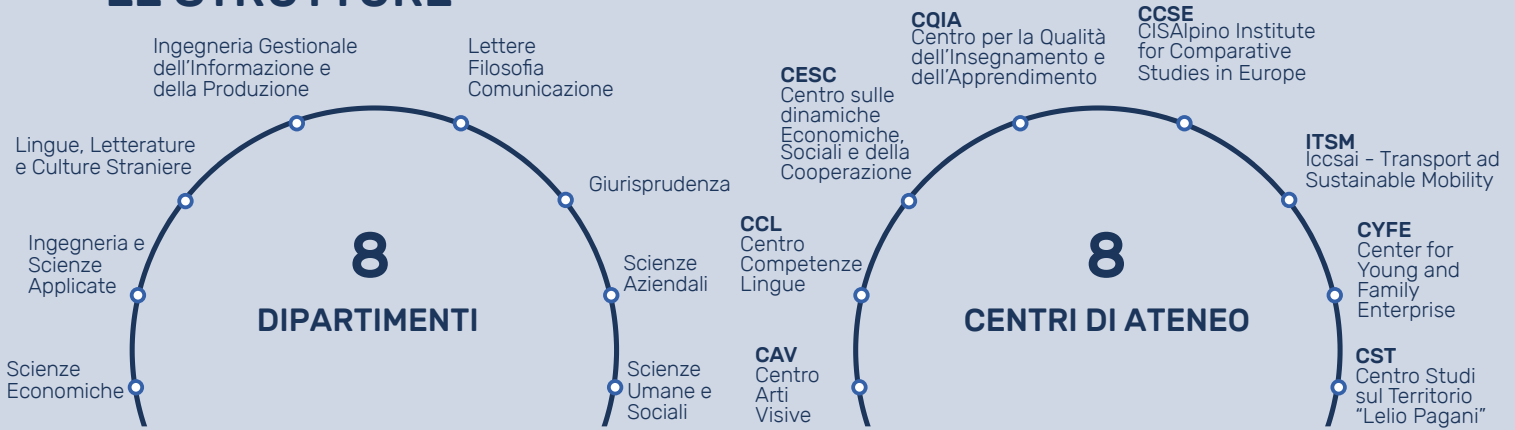 LE STRUTTURE
Ingegneria Gestionale
dell'Informazione e
della Produzione
Lettere
Filosofia
Comunicazione
Lingue, Letterature
e Culture Straniere
Giurisprudenza
Ingegneria e
Scienze
Applicate
Scienze
Aziendali
Scienze
Economiche
Scienze
Umane e
Sociali
8
DIPARTIMENTI
CQIA
Centro per la Qualità
dell'Insegnamento e
dell'Apprendimento
CCSE
CISAlpino Institute
for Comparative
Studies in Europe
CESC
Centro sulle
dinamiche
Economiche,
Sociali e della
Cooperazione
ITSM
Iccsai - Transport ad
Sustainable Mobility
CCL
Centro
Competenze
Lingue
CYFE
Center for
Young and
Family
Enterprise
CAV
Centro
Arti
Visive
CST
Centro Studi
sul Territorio
“Lelio Pagani”
8
CENTRI DI ATENEO